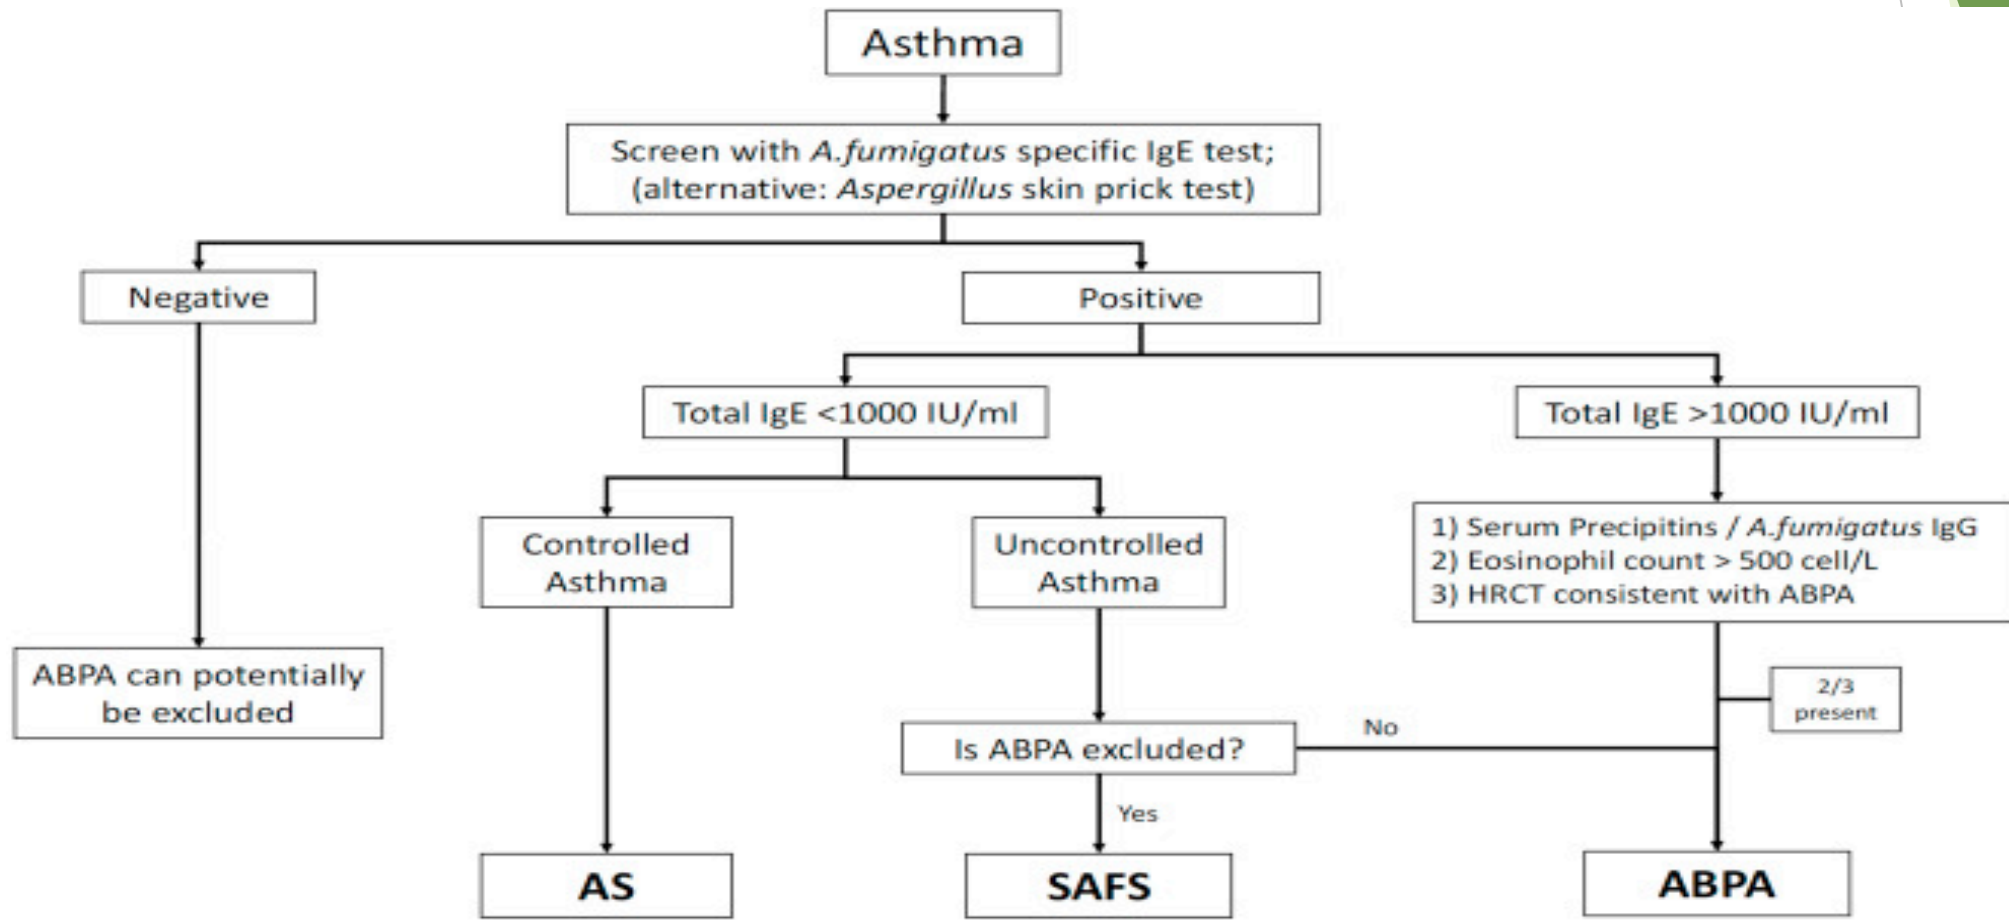 Asthma
Screen with A.fumigatus specific IgE test;
(alternative: Aspergillus skin prick test)
Negative
Positive
Total IgE <1000 IU/ml
Total IgE >1000 IU/ml
Controlled
Asthma
Uncontrolled
Asthma
1) Serum Precipitins / A.fumigatus IgG
2) Eosinophil count > 500 cell/L
3) HRCT consistent with ABPA
ABPA can potentially
be excluded
2/3
present
Is ABPA excluded?
No
Yes
AS
SAFS
ABPA